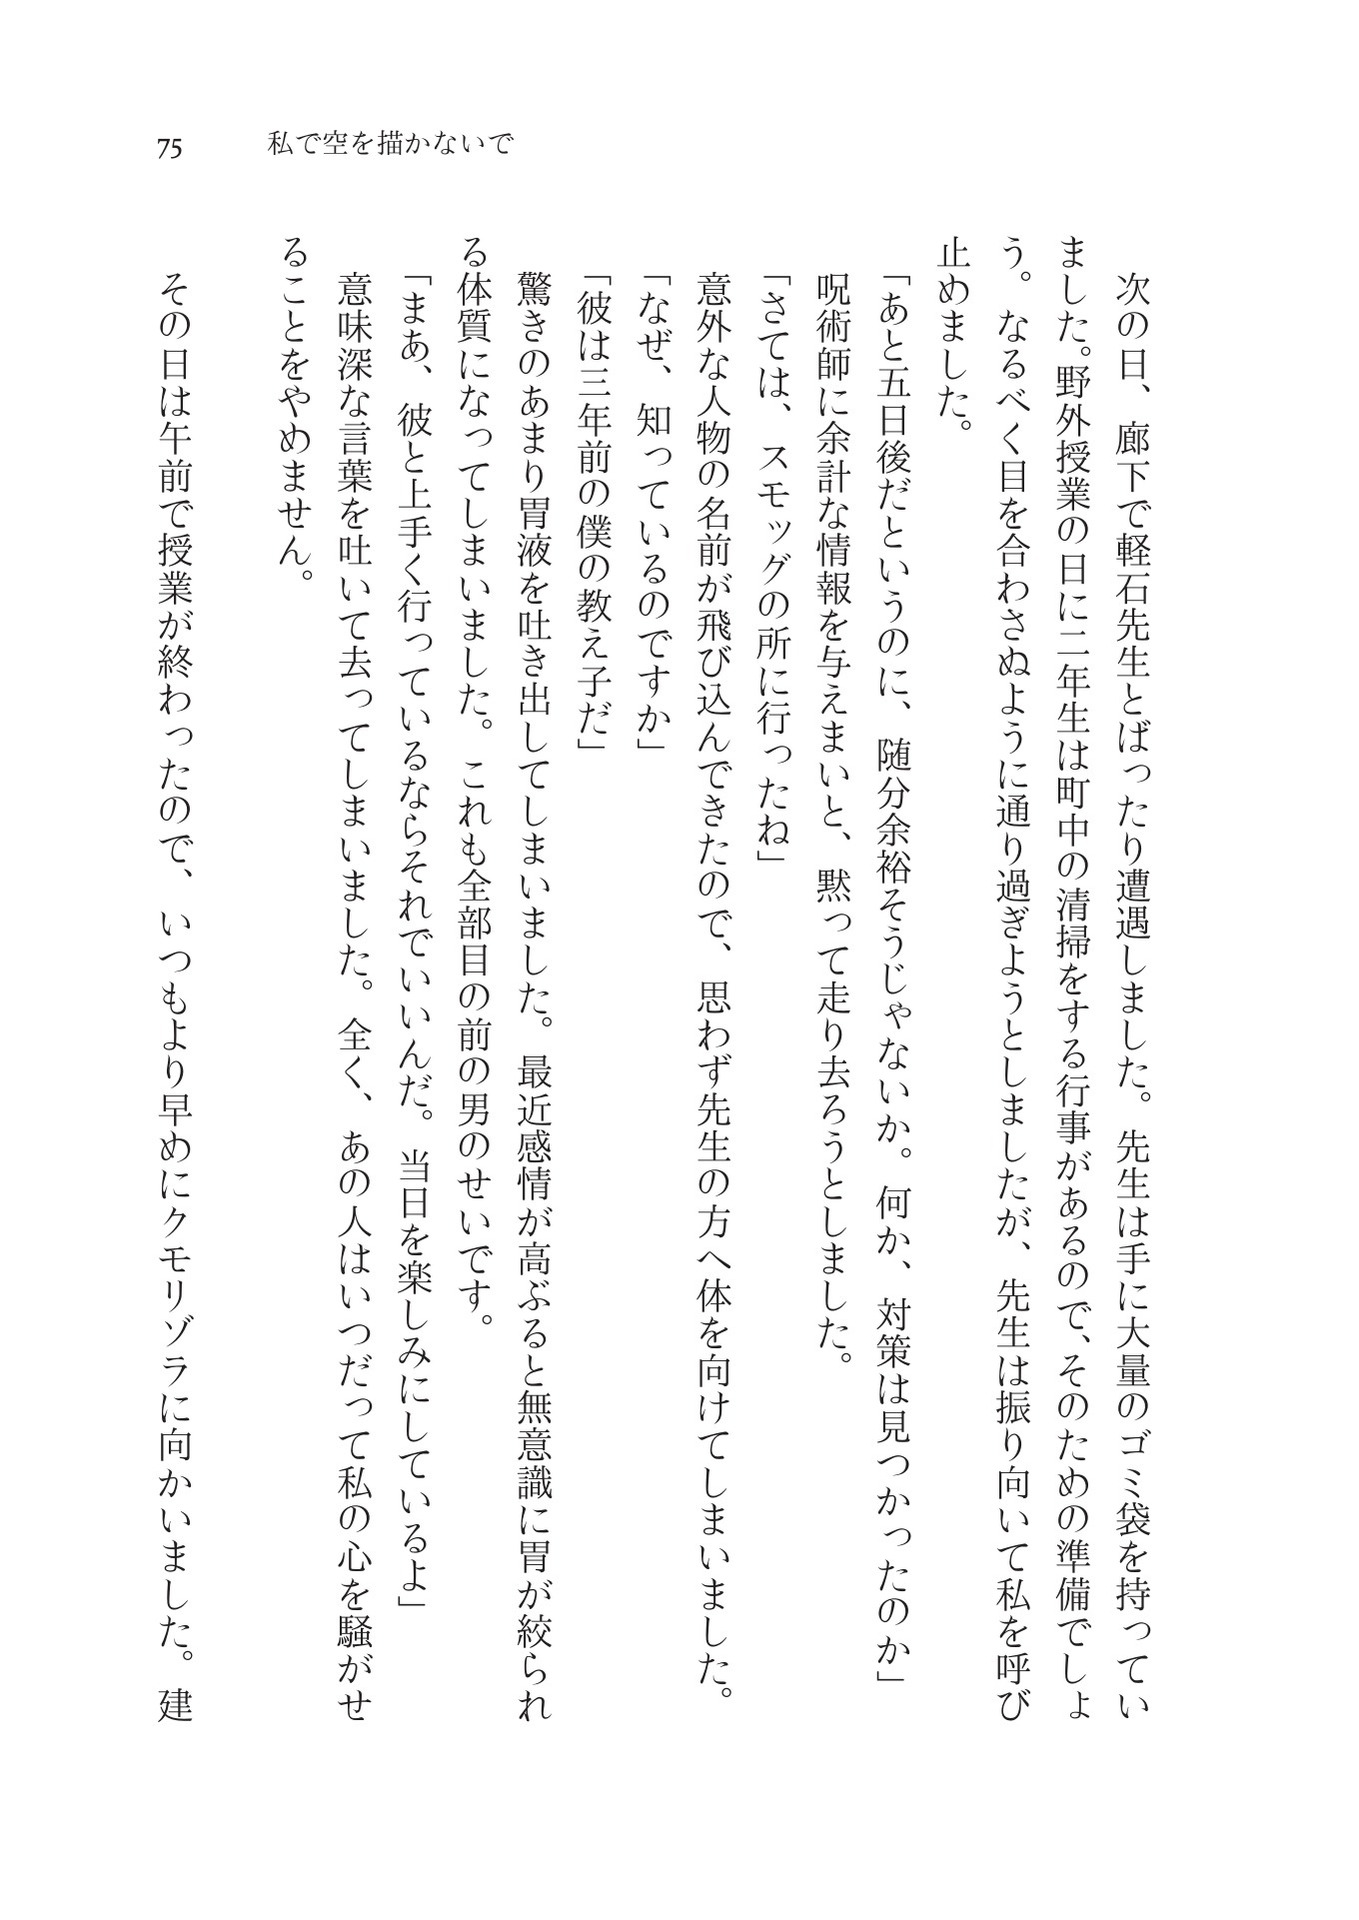 75
私で空を描かないで
次の日、廊下で軽石先生とばったり遭遇しました。先生は手に大量のゴミ袋を持ってい
ました。野外授業の日に二年生は町中の清掃をする行事があるので、そのための準備でしょ
う。なるべく目を合わさぬように通り過ぎようとしましたが、先生は振り向いて私を呼び
止めました。
「あと五日後だというのに、随分余裕そうじゃないか。何か、対策は見つかったのか」
呪術師に余計な情報を与えまいと、黙って走り去ろうとしました。
「さては、スモッグの所に行ったね」
意外な人物の名前が飛び込んできたので、思わず先生の方へ体を向けてしまいました。
「なぜ、知っているのですか」
「彼は三年前の僕の教え子だ」
驚きのあまり胃液を吐き出してしまいました。最近感情が高ぶると無意識に胃が絞られ
る体質になってしまいました。これも全部目の前の男のせいです。
「まあ、彼と上手く行っているならそれでいいんだ。当日を楽しみにしているよ」
意味深な言葉を吐いて去ってしまいました。全く、あの人はいつだって私の心を騒がせ
ることをやめません。
その日は午前で授業が終わったので、いつもより早めにクモリゾラに向かいました。建